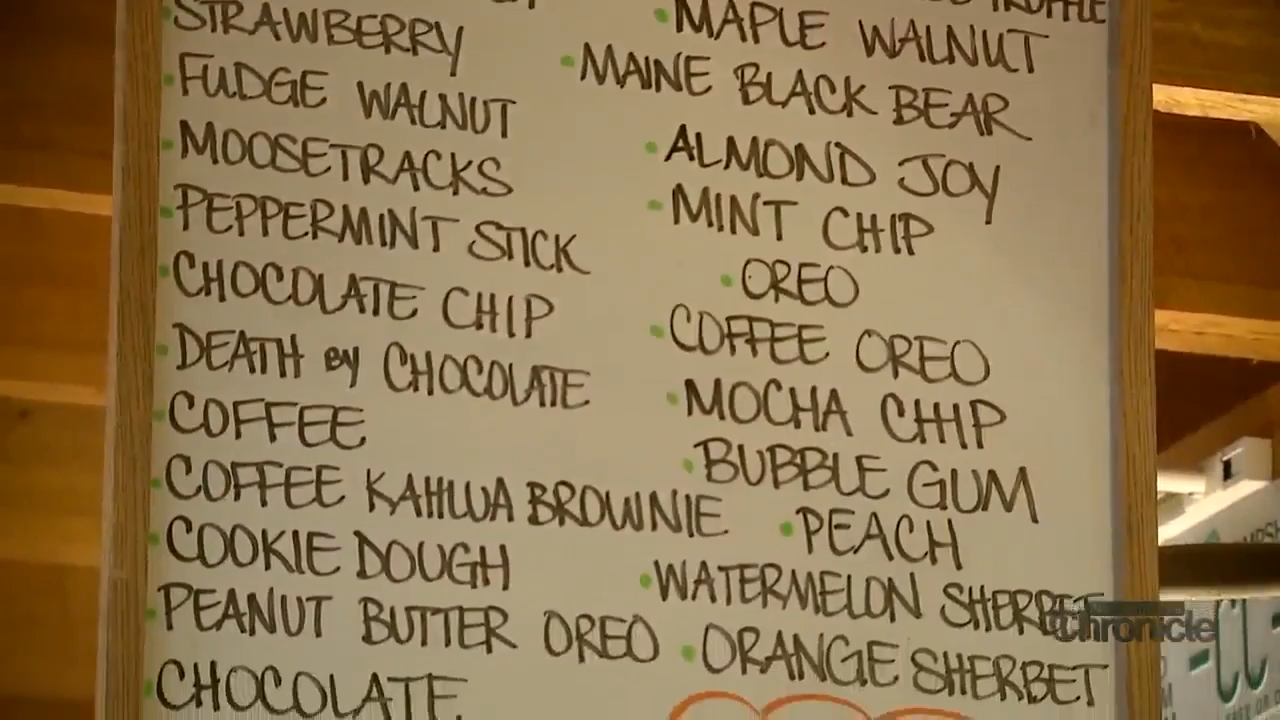 STRAWBERRY
FUDGE WALNUT
MOOSETRACKS
PEPPERMINT STICK
CHOCOLATE CHIP
DEATH by CHOCOLATE
COFFEE
COFFEE KAHLUA BROWNIE
COOKIE DOUGH
PEANUT BUTTER OREO
CHOCOLATE
TRUFFLE
MAPLE WALNUT
MAINE BLACK BEAR
ALMOND JOY
MINT CHIP
OREO
COFFEE OREO
MOCHA CHIP
BUBBLE GUM
PEACH
WATERMELON SHERBET
ORANGE SHERBET
Chronicle